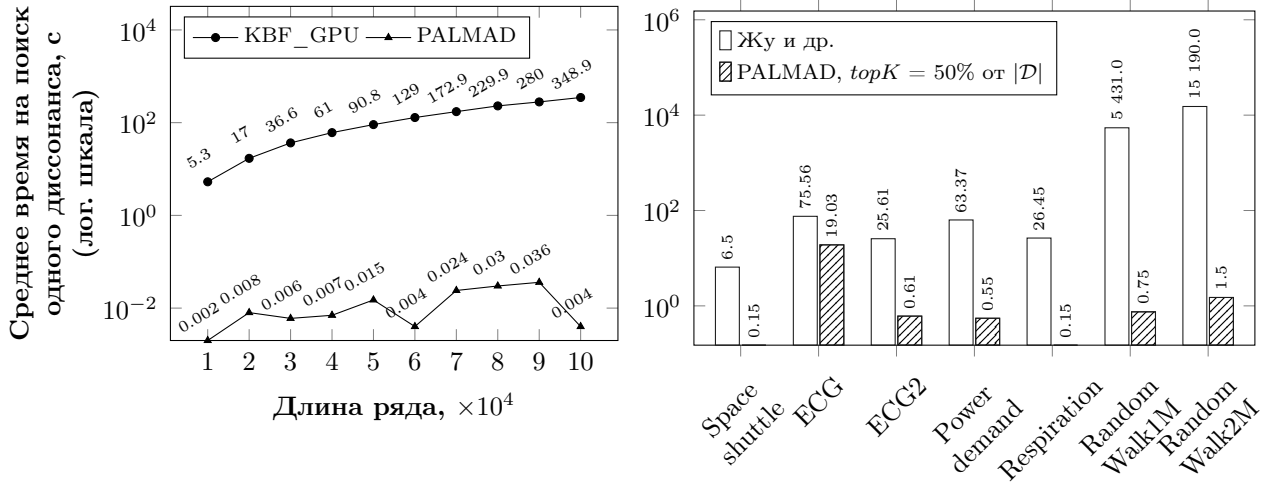 Среднее время на поиск
одного диссонанса, с
(лог. шкала)
10^4
10^2
10^0
10^−2
KBF_GPU PALMAD
5.3 17 36.6 61 90.8 129 172.9 229.9 280 348.9
0.002 0.008 0.006 0.007 0.015 0.004 0.024 0.03 0.036 0.004
1 2 3 4 5 6 7 8 9 10
Длина ряда, ×10^4
10^6
10^4
10^2
10^0
Жу и др.
PALMAD, topK = 50% от |𝒟|
6.5 0.15 75.56 19.03 25.61 0.61 63.37 0.55 26.45 0.15 5 431.0 0.75 15 190.0 1.5
Space
shuttle
ECG
ECG2
Power
demand
Respiration
Random
Walk1M
Random
Walk2M